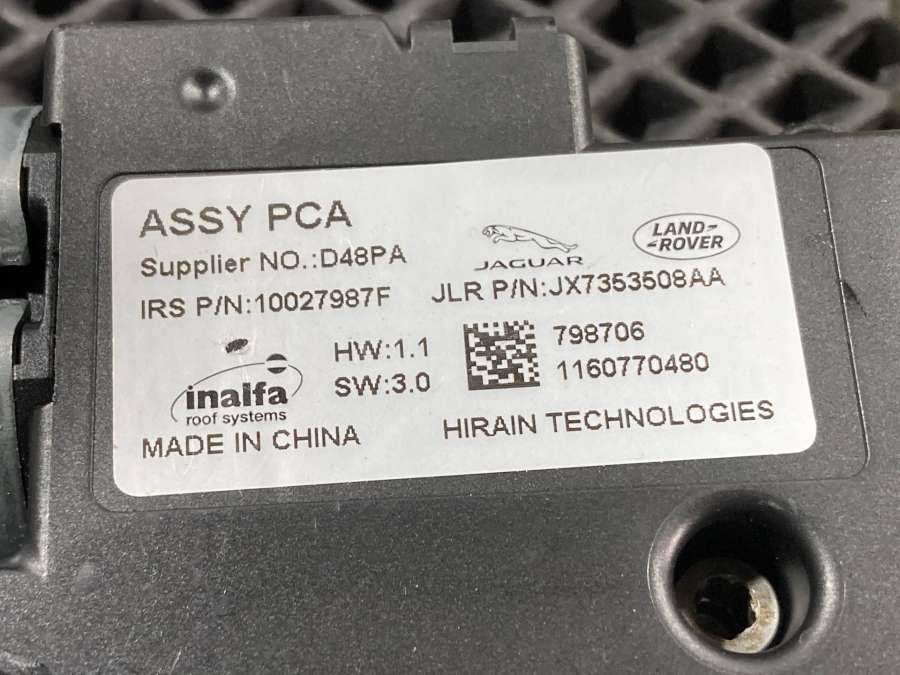 ASSY PCA
Supplier NO.:D48PA
JAGUAR
LAND-
-ROVER
IRS P/N:10027987F
JLR P/N:JX7353508AA
HW:1.1
SW:3.0
798706
1160770480
inalfa
roof systems
MADE IN CHINA
HIRAIN TECHNOLOGIES